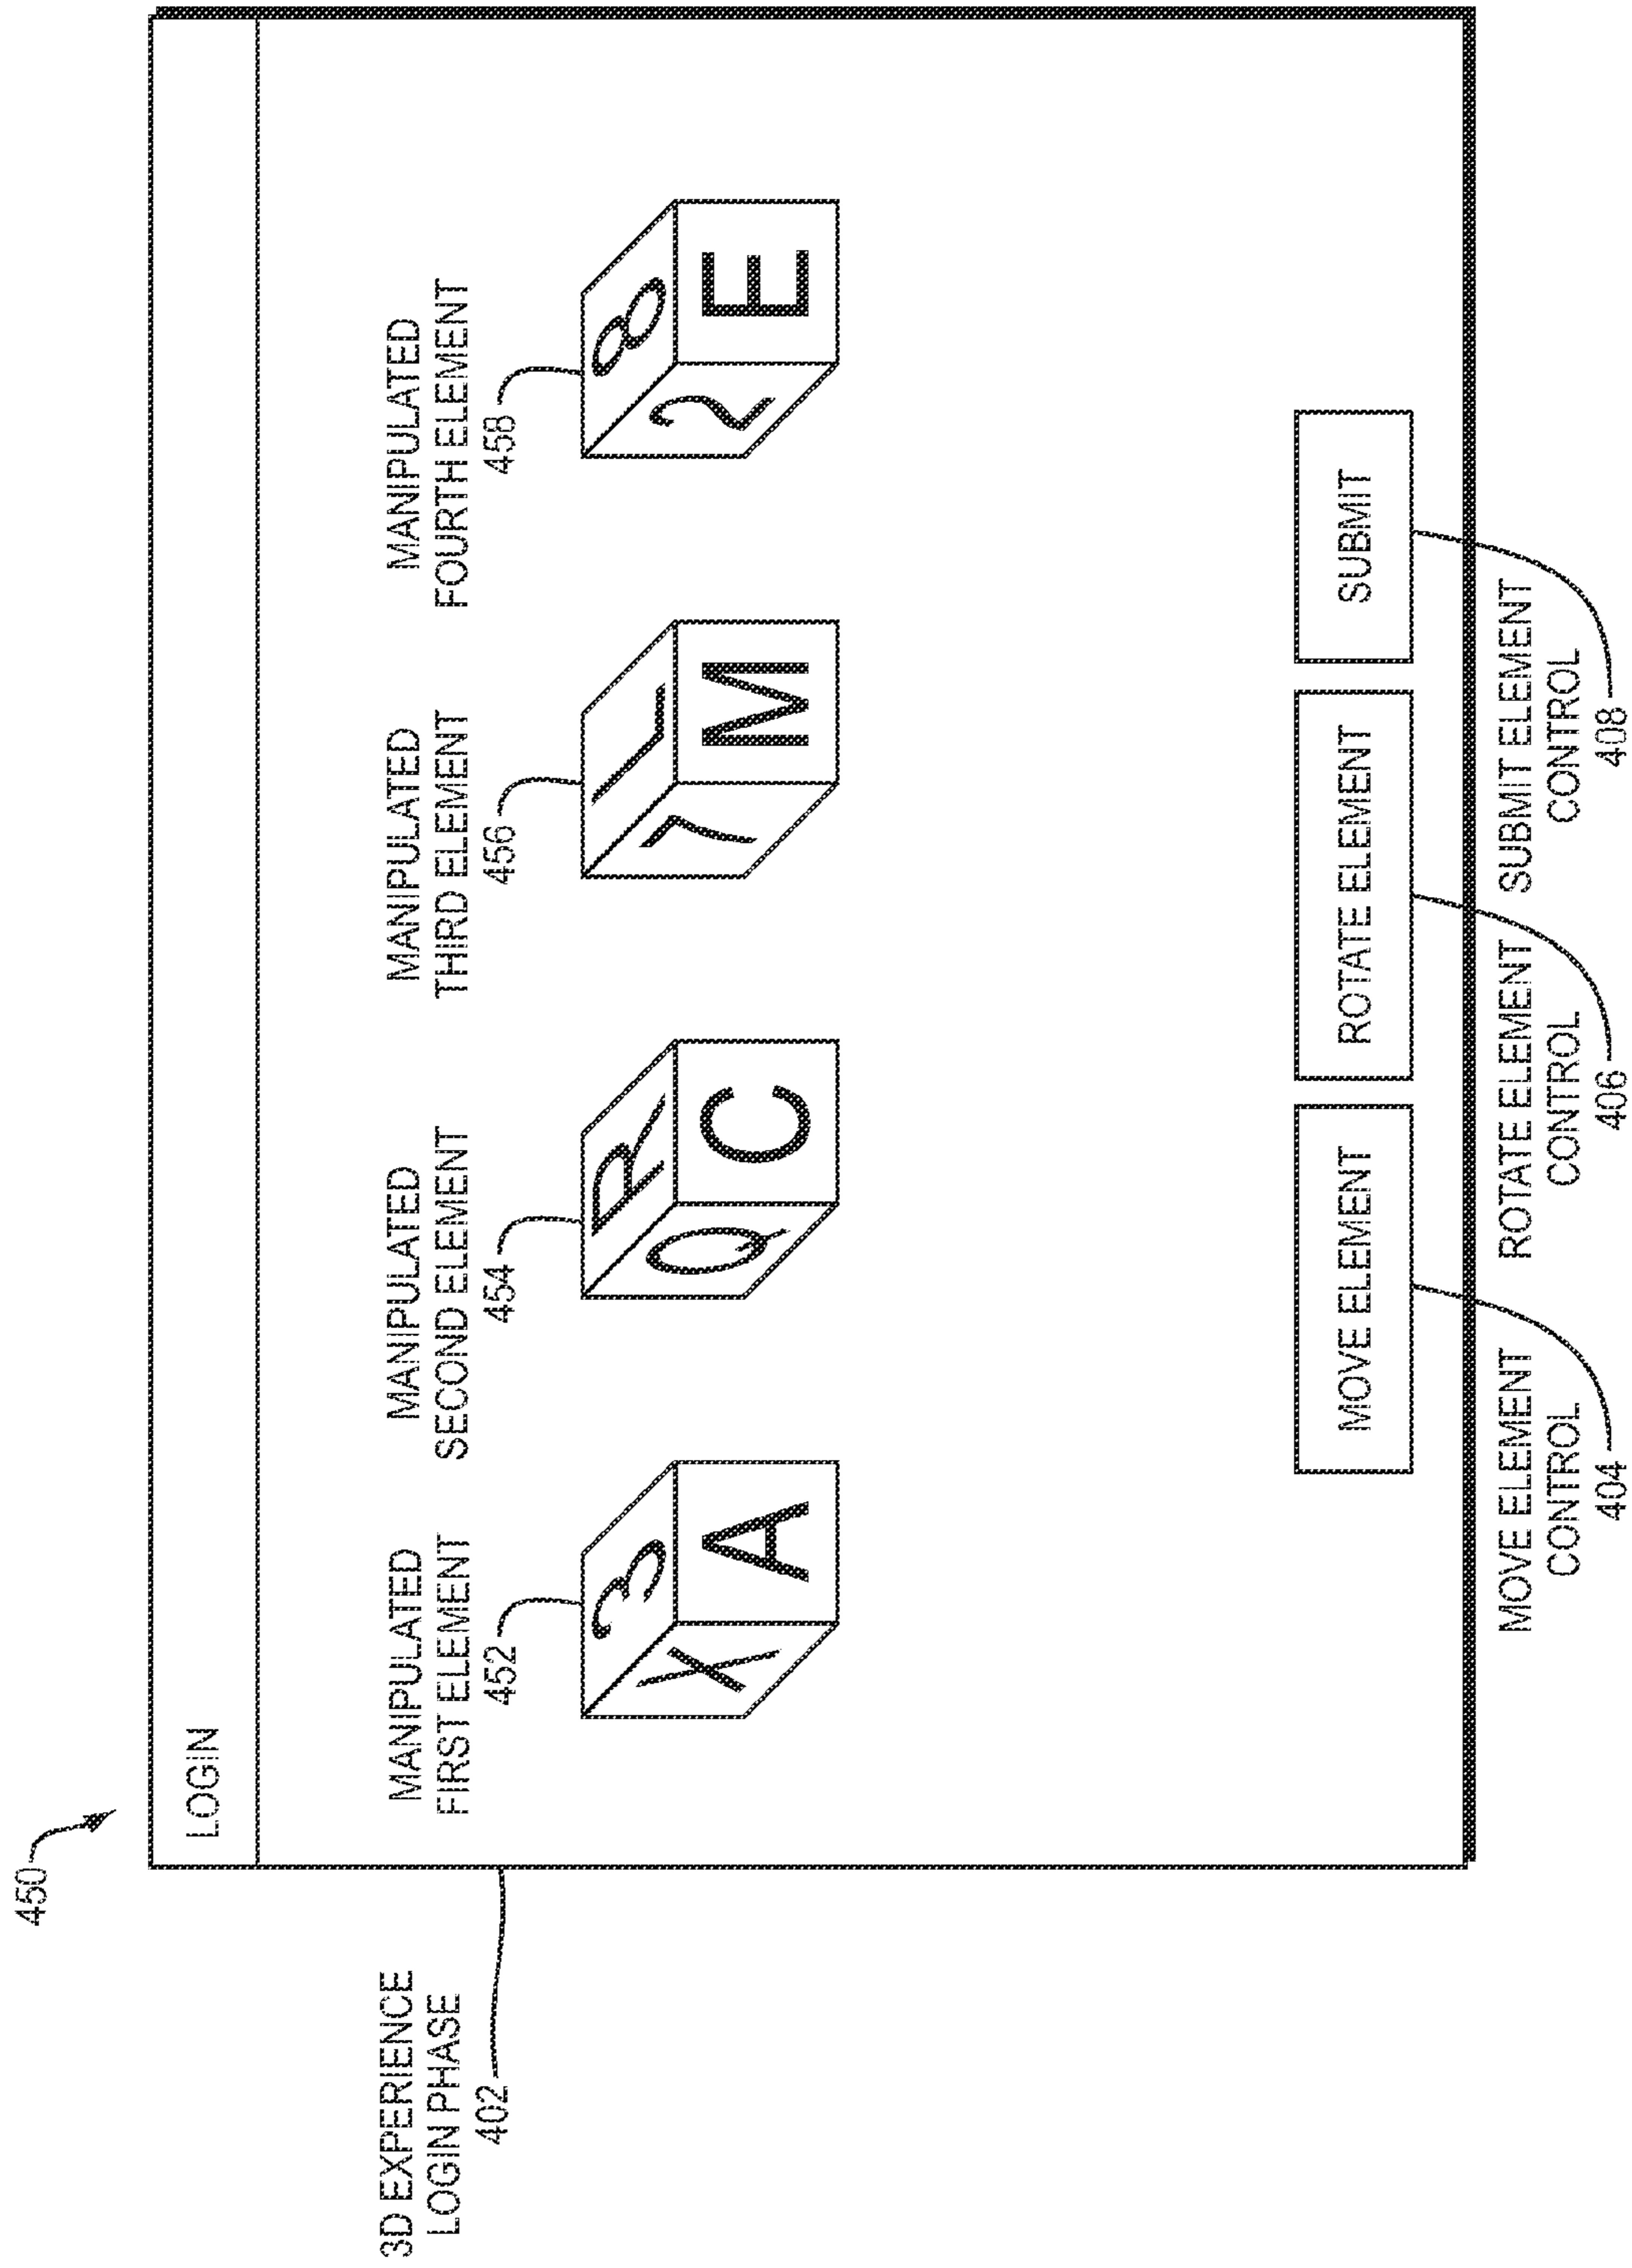 450
LOGIN
3D EXPERIENCE
LOGIN PHASE
402
MANIPULATED
FIRST ELEMENT
452
MANIPULATED
SECOND ELEMENT
454
MANIPULATED
THIRD ELEMENT
456
MANIPULATED
FOURTH ELEMENT
458
X 3 A
Q R C
7 L M
2 8 E
MOVE ELEMENT
ROTATE ELEMENT
SUBMIT
MOVE ELEMENT
CONTROL
404
ROTATE ELEMENT
CONTROL
406
SUBMIT ELEMENT
CONTROL
408